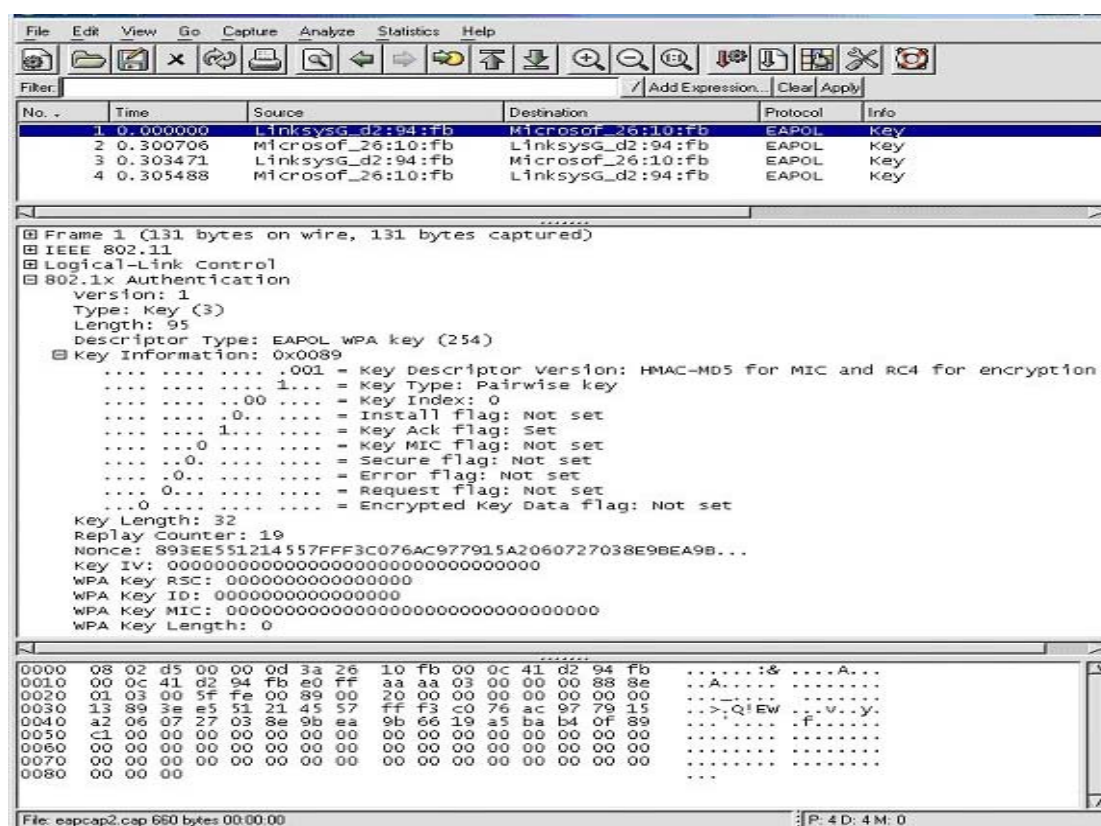 File Edit View Go Capture Analyze Statistics Help
Filter: / Add Expression... Clear Apply
No. . Time Source Destination Protocol Info
1 0.000000 LinksysG_d2:94:fb Microsof_26:10:fb EAPOL Key
2 0.300706 Microsof_26:10:fb LinksysG_d2:94:fb EAPOL Key
3 0.303471 LinksysG_d2:94:fb Microsof_26:10:fb EAPOL Key
4 0.305488 Microsof_26:10:fb LinksysG_d2:94:fb EAPOL Key
Frame 1 (131 bytes on wire, 131 bytes captured)
IEEE 802.11
Logical-Link Control
802.1x Authentication
Version: 1
Type: Key (3)
Length: 95
Descriptor Type: EAPOL WPA key (254)
Key Information: 0x0089
.... .... .... .001 = Key Descriptor Version: HMAC-MD5 for MIC and RC4 for encryption
.... .... .... 1... = Key Type: Pairwise key
.... .... ..00 .... = Key Index: 0
.... .... .0.. .... = Install flag: Not set
.... .... 1... .... = Key Ack flag: Set
.... ...0 .... .... = Key MIC flag: Not set
.... ..0. .... .... = Secure flag: Not set
.... .0.. .... .... = Error flag: Not set
.... 0... .... .... = Request flag: Not set
...0 .... .... .... = Encrypted Key Data flag: Not set
Key Length: 32
Replay Counter: 19
Nonce: 893EE551214557FFF3C076AC977915A2060727038E9BEA9B...
Key IV: 00000000000000000000000000000000
WPA Key RSC: 0000000000000000
WPA Key ID: 0000000000000000
WPA Key MIC: 00000000000000000000000000000000
WPA Key Length: 0
0000 08 02 d5 00 00 0d 3a 26 10 fb 00 0c 41 d2 94 fb ......:& ....A...
0010 00 0c 41 d2 94 fb e0 ff aa aa 03 00 00 00 88 8e ..A..... ........
0020 01 03 00 5f fe 00 89 00 20 00 00 00 00 00 00 00 ..._.... .......
0030 13 89 3e e5 51 21 45 57 ff f3 c0 76 ac 97 79 15 ..>.Q!EW ...v..y.
0040 a2 06 07 27 03 8e 9b ea 9b 66 19 a5 ba b4 0f 89 ...'.... .f......
0050 c1 00 00 00 00 00 00 00 00 00 00 00 00 00 00 00 ........ ........
0060 00 00 00 00 00 00 00 00 00 00 00 00 00 00 00 00 ........ ........
0070 00 00 00 00 00 00 00 00 00 00 00 00 00 00 00 00 ........ ........
0080 00 00 00 ...
File: eapcap2.cap 660 bytes 00:00:00 P: 4 D: 4 M: 0